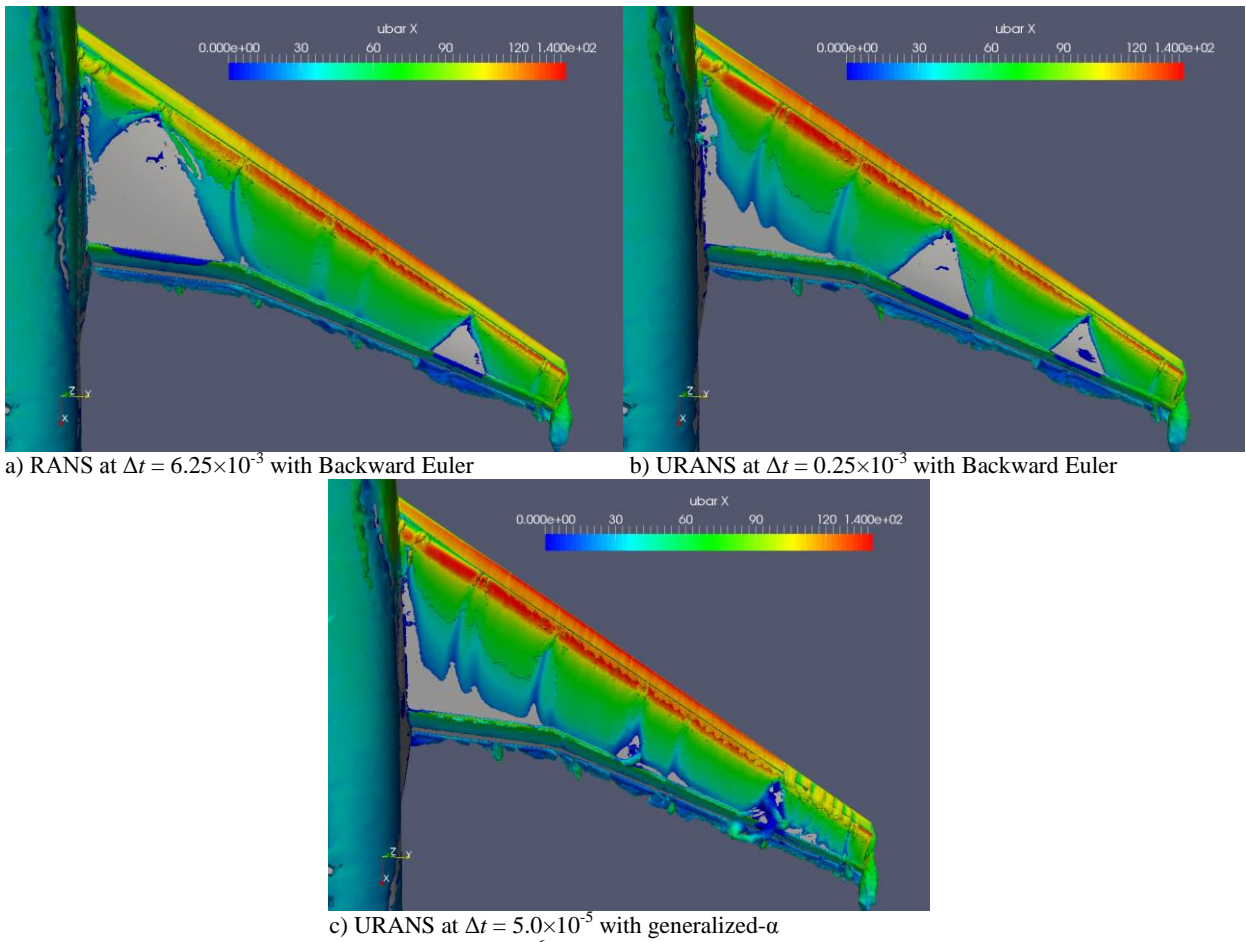 ubar X
0.000e+00 30 60 90 120 1.400e+02
Z Y
X
a) RANS at Δt = 6.25×10⁻³ with Backward Euler
ubar X
0.000e+00 30 60 90 120 1.400e+02
Z Y
X
b) URANS at Δt = 0.25×10⁻³ with Backward Euler
ubar X
0.000e+00 30 60 90 120 1.400e+02
Z Y
X
c) URANS at Δt = 5.0×10⁻⁵ with generalized-α